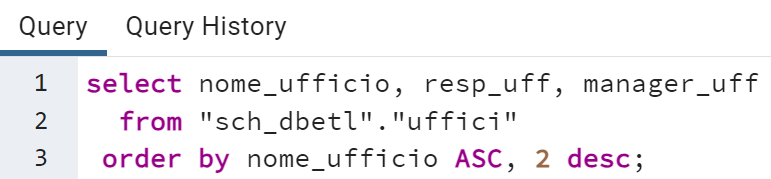 Query Query History
1 select nome_ufficio, resp_uff, manager_uff
2 from "sch_dbetl"."uffici"
3 order by nome_ufficio ASC, 2 desc;